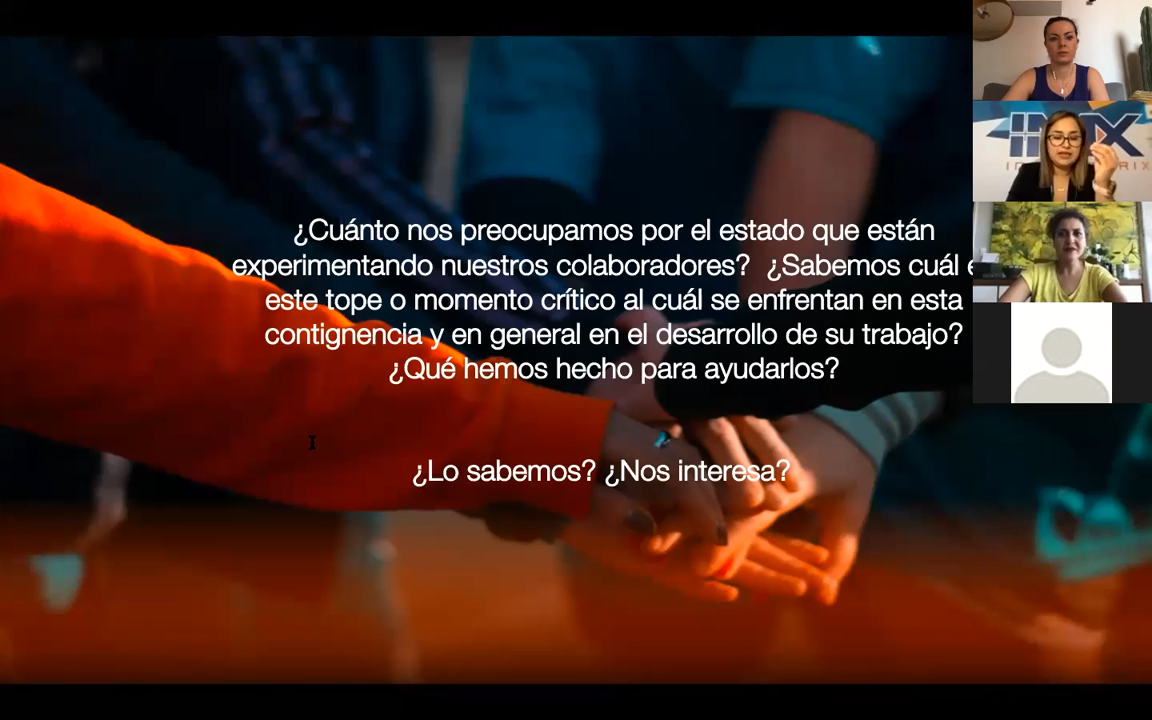 ¿Cuánto nos preocupamos por el estado que están
experimentando nuestros colaboradores? ¿Sabemos cuál
este tope o momento crítico al cuál se enfrentan en esta
contignencia y en general en el desarrollo de su trabajo?
¿Qué hemos hecho para ayudarlos?
¿Lo sabemos? ¿Nos interesa?